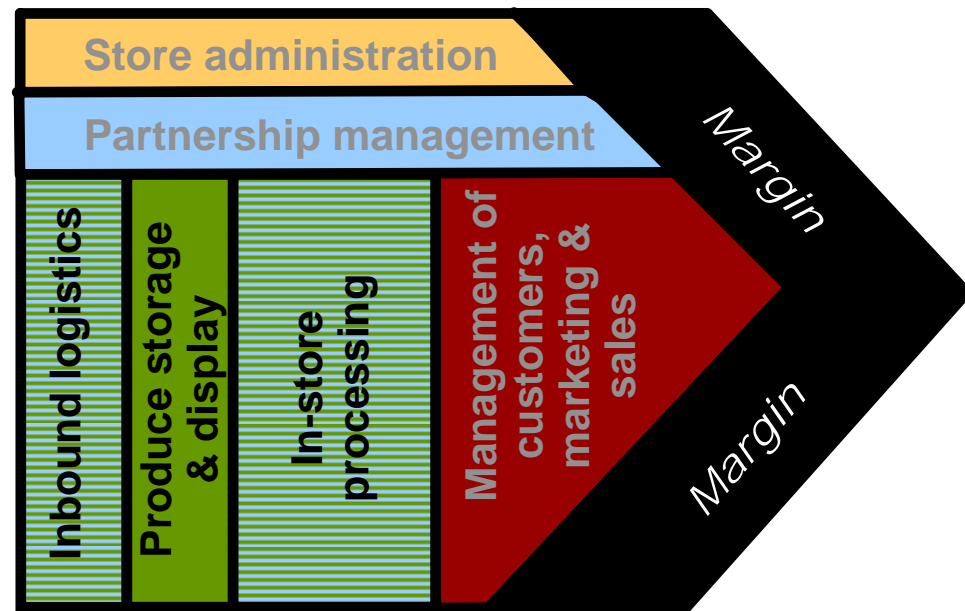 Store administration
Partnership management
Inbound logistics
Produce storage
& display
In-store
processing
Management of
customers,
marketing &
sales
Margin
Margin